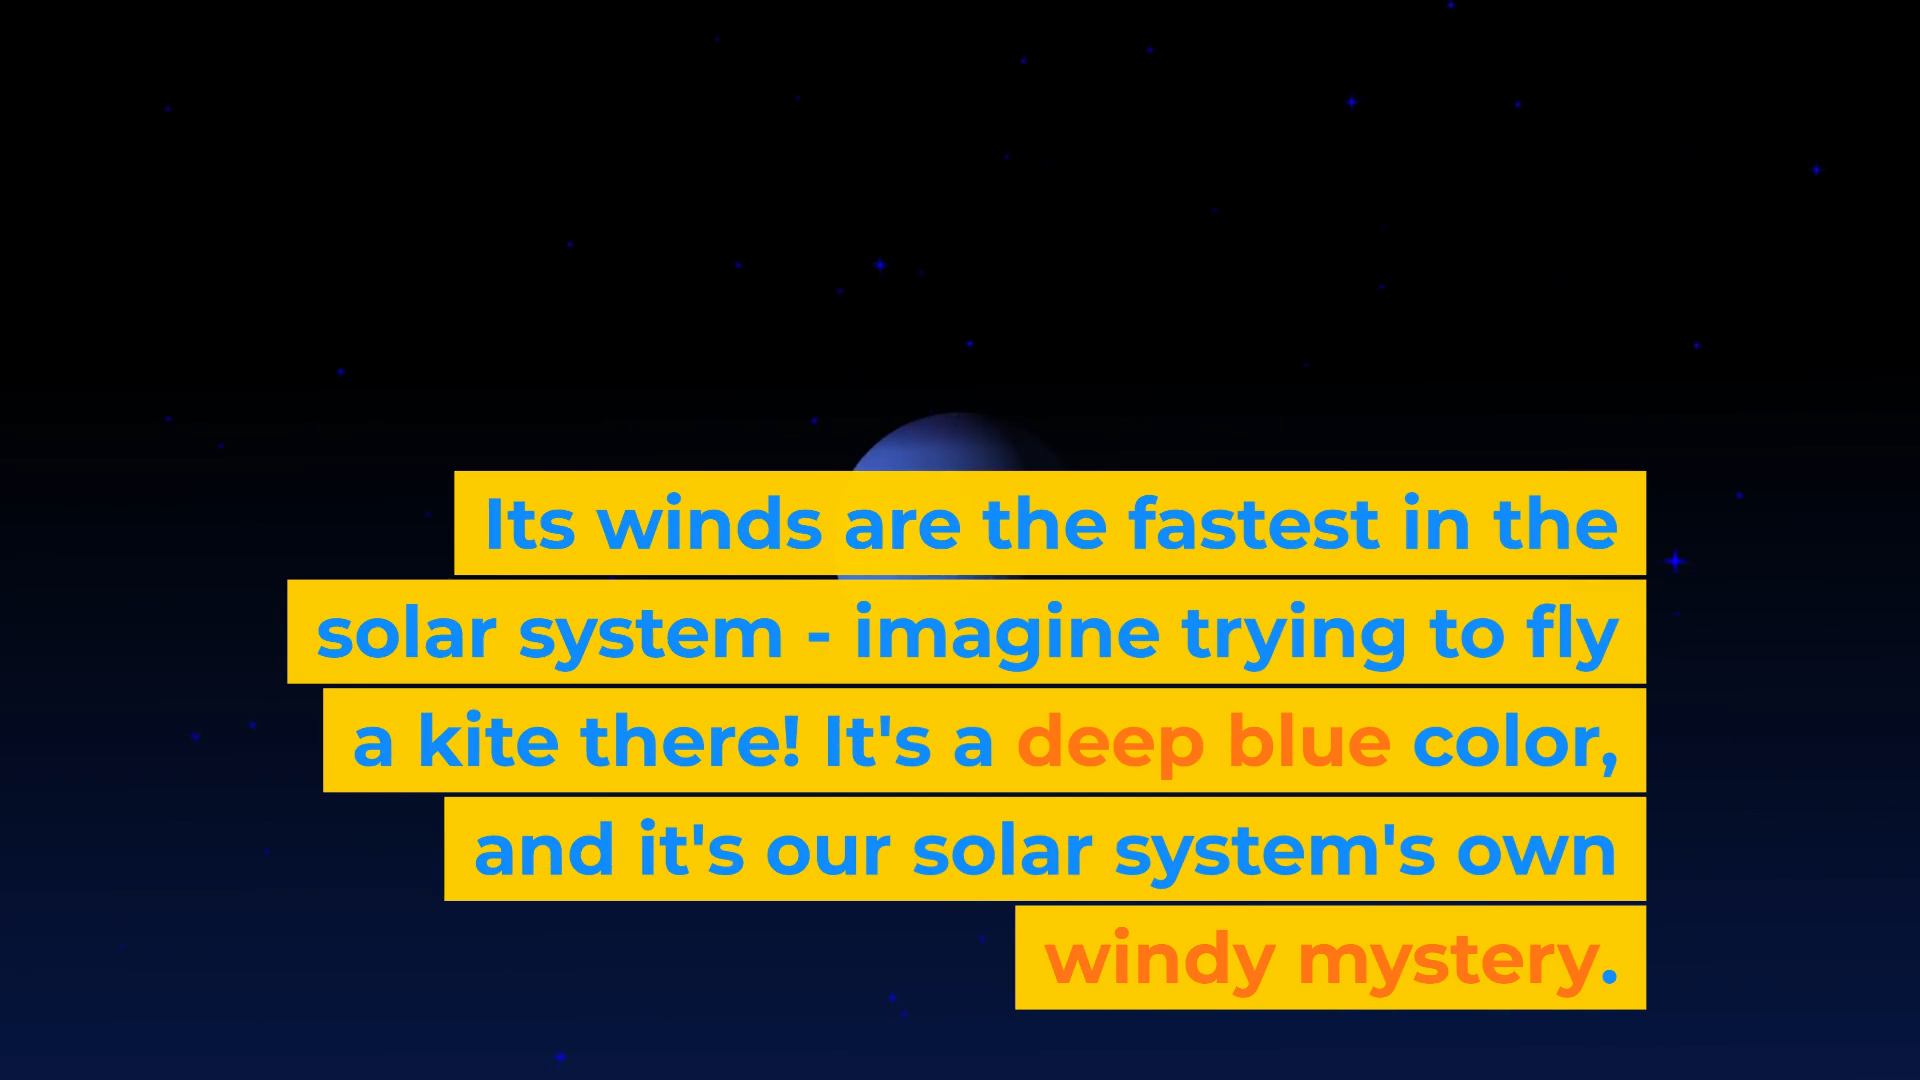 Its winds are the fastest in the
solar system - imagine trying to fly
a kite there! It's a deep blue color,
and it's our solar system's own
windy mystery.